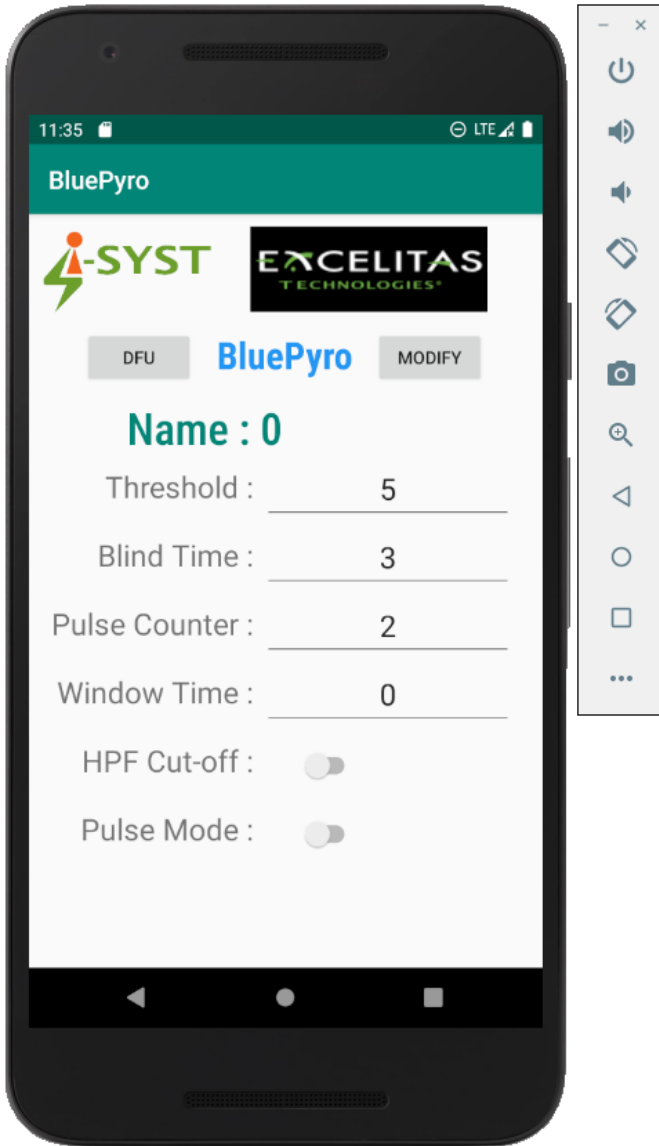 11:35 LTE
BluePyro
i-SYST EXCELITAS
TECHNOLOGIES®
DFU BluePyro MODIFY
Name : 0
Threshold : 5
Blind Time : 3
Pulse Counter : 2
Window Time : 0
HPF Cut-off :
Pulse Mode :